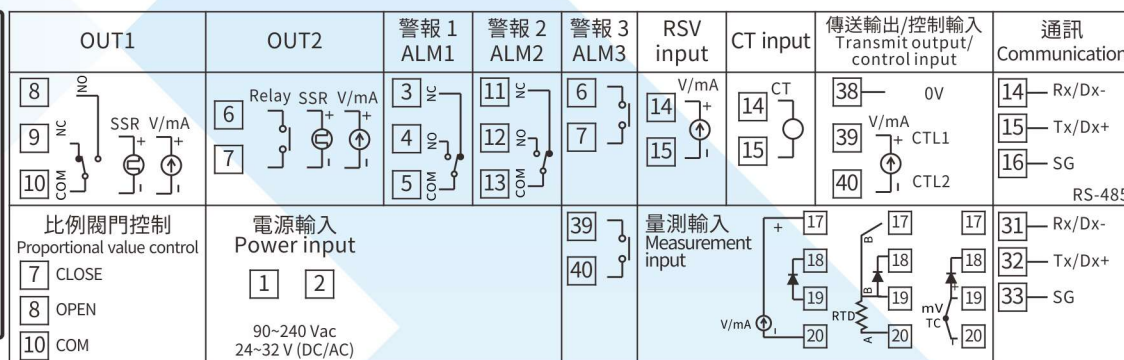 OUT1
OUT2
警報 1
ALM1
警報 2
ALM2
警報 3
ALM3
RSV
input
CT input
傳送輸出/控制輸入
Transmit output/
control input
通訊
Communication
8
NO
9
NC
10
COM
SSR
V/mA
+
-
+
-
6
7
Relay
SSR
V/mA
+
-
+
-
3
NC
4
NO
5
COM
11
NC
12
NO
13
COM
6
7
14
15
V/mA
+
-
14
15
CT
38
0V
39
V/mA
+
CTL1
40
-
CTL2
14
Rx/Dx-
15
Tx/Dx+
16
SG
RS-485
比例閥門控制
Proportional value control
7 CLOSE
8 OPEN
10 COM
電源輸入
Power input
1 2
90~240 Vac
24~32 V (DC/AC)
39
40
量測輸入
Measurement
input
+
17
18
19
20
V/mA
-
B
17
18
B
19
RTD
A
20
17
18
+
19
mV
TC
-
20
31
Rx/Dx-
32
Tx/Dx+
33
SG